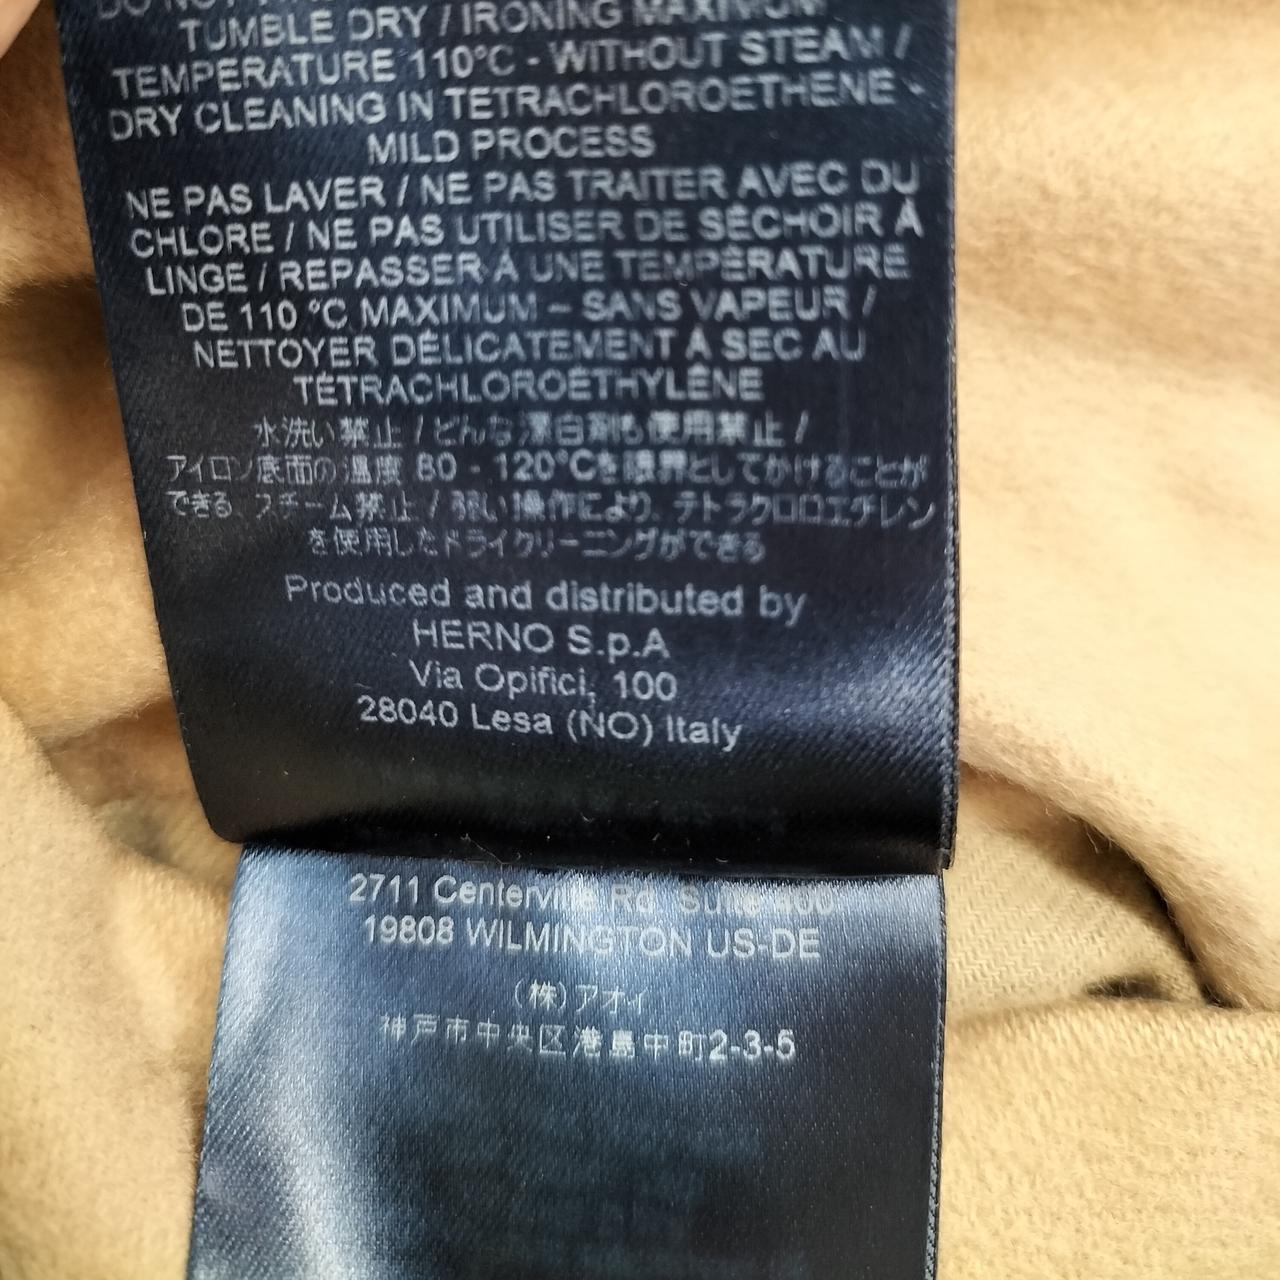 DO NOT
TUMBLE DRY / IRONING MAXIMUM
TEMPERATURE 110°C - WITHOUT STEAM /
DRY CLEANING IN TETRACHLOROETHENE -
MILD PROCESS
NE PAS LAVER / NE PAS TRAITER AVEC DU
CHLORE / NE PAS UTILISER DE SÉCHOIR À
LINGE / REPASSER À UNE TEMPÉRATURE
DE 110 °C MAXIMUM – SANS VAPEUR /
NETTOYER DÉLICATEMENT À SEC AU
TÉTRACHLOROÉTHYLÈNE
水洗い禁止 / どんな漂白剤も使用禁止 /
アイロン底面の温度 80 - 120°Cを限界としてかけることが
できる スチーム禁止 / 弱い操作により、テトラクロロエチレン
を使用したドライクリーニングができる
Produced and distributed by
HERNO S.p.A
Via Opifici, 100
28040 Lesa (NO) Italy
2711 Centerville Rd. Suite 400
19808 WILMINGTON US-DE
(株)アオイ
神戸市中央区港島中町2-3-5